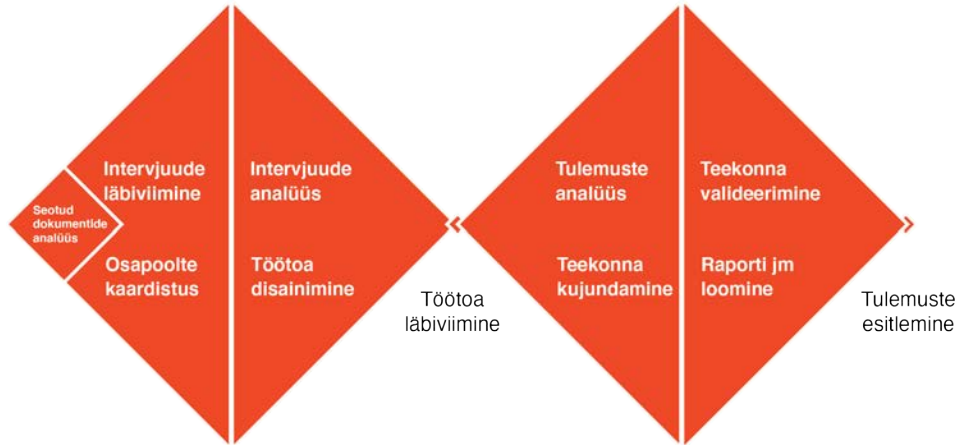 Seotud
dokumentide
analüüs
Intervjuude
läbiviimine
Osapoolte
kaardistus
Intervjuude
analüüs
Töötoa
disainimine
Töötoa
läbiviimine
Tulemuste
analüüs
Teekonna
kujundamine
Teekonna
valideerimine
Raporti jm
loomine
Tulemuste
esitlemine